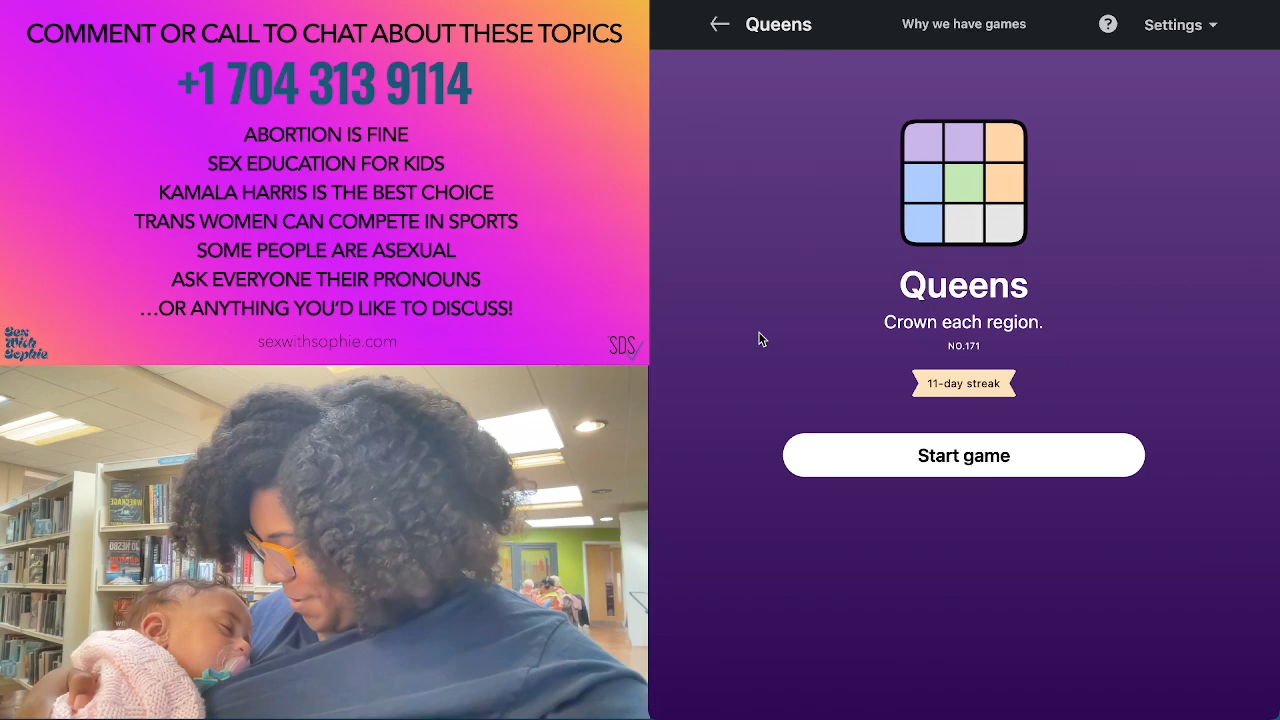 COMMENT OR CALL TO CHAT ABOUT THESE TOPICS
+1 704 313 9114
ABORTION IS FINE
SEX EDUCATION FOR KIDS
KAMALA HARRIS IS THE BEST CHOICE
TRANS WOMEN CAN COMPETE IN SPORTS
SOME PEOPLE ARE ASEXUAL
ASK EVERYONE THEIR PRONOUNS
...OR ANYTHING YOU'D LIKE TO DISCUSS!
sexwithsophie.com
Sex
With
Sophie
SDS
Queens
Why we have games
?
Settings
Queens
Crown each region.
NO.171
11-day streak
Start game
WRECKAGE
JO NESBO